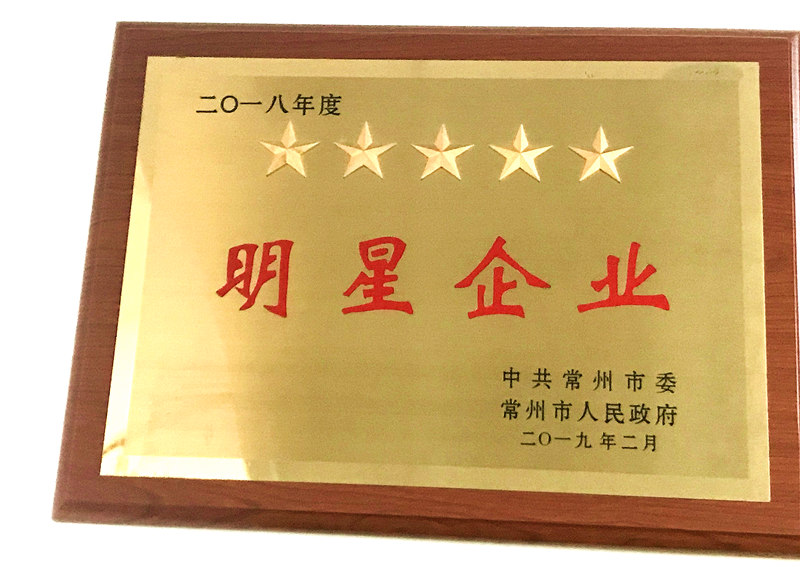 二〇一八年度
明星企业
中共常州市委
常州市人民政府
二〇一九年二月